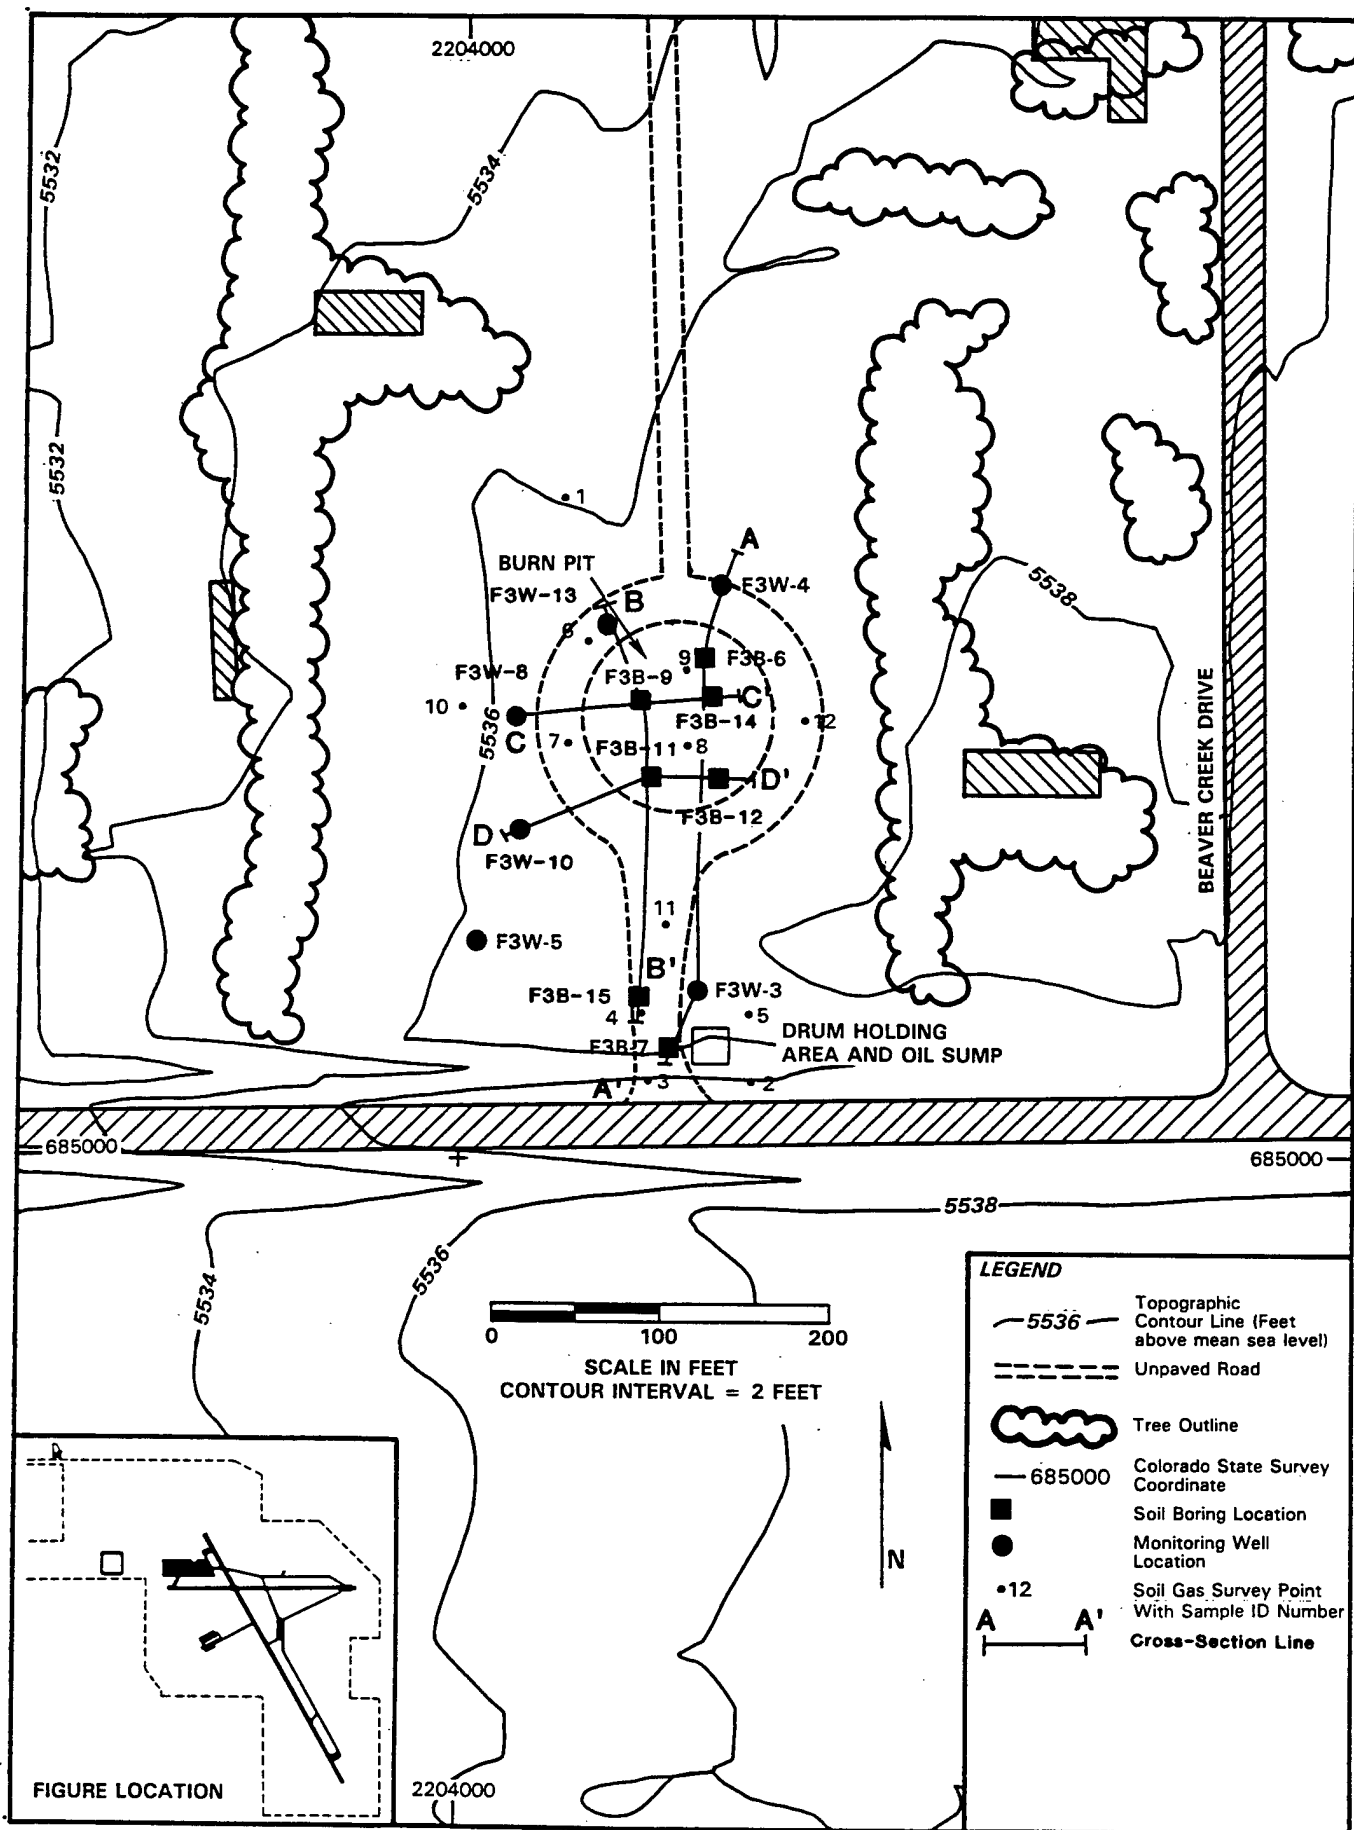 2204000
5532
5534
5532
1
A
BURN PIT
F3W-4
F3W-13
B
5538
6
9
F3B-6
F3W-8
F3B-9
C
10
F3B-14
12
C
5536
7
F3B-11
8
D'
F3B-12
D
F3W-10
BEAVER CREEK DRIVE
11
F3W-5
B'
F3B-15
F3W-3
4
5
F3B-7
DRUM HOLDING
AREA AND OIL SUMP
A'
3
2
685000
685000
5538
5536
5534
0 100 200
SCALE IN FEET
CONTOUR INTERVAL = 2 FEET
N
LEGEND
5536
Topographic
Contour Line (Feet
above mean sea level)
Unpaved Road
Tree Outline
685000
Colorado State Survey
Coordinate
Soil Boring Location
Monitoring Well
Location
12
Soil Gas Survey Point
With Sample ID Number
A A'
Cross-Section Line
FIGURE LOCATION
2204000